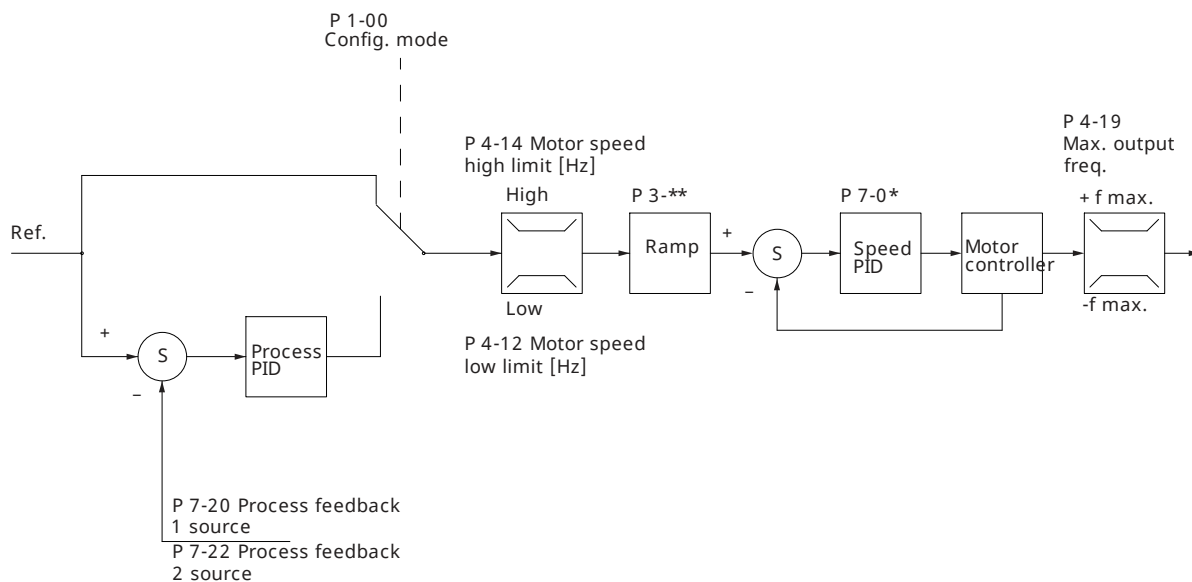 P 1-00
Config. mode
P 4-14 Motor speed
high limit [Hz]
P 4-19
Max. output
freq.
High
P 3-**
P 7-0*
+ f max.
Ref.
Ramp
+
S
Speed
PID
Motor
controller
–
Low
-f max.
P 4-12 Motor speed
low limit [Hz]
+
S
Process
PID
–
P 7-20 Process feedback
1 source
P 7-22 Process feedback
2 source